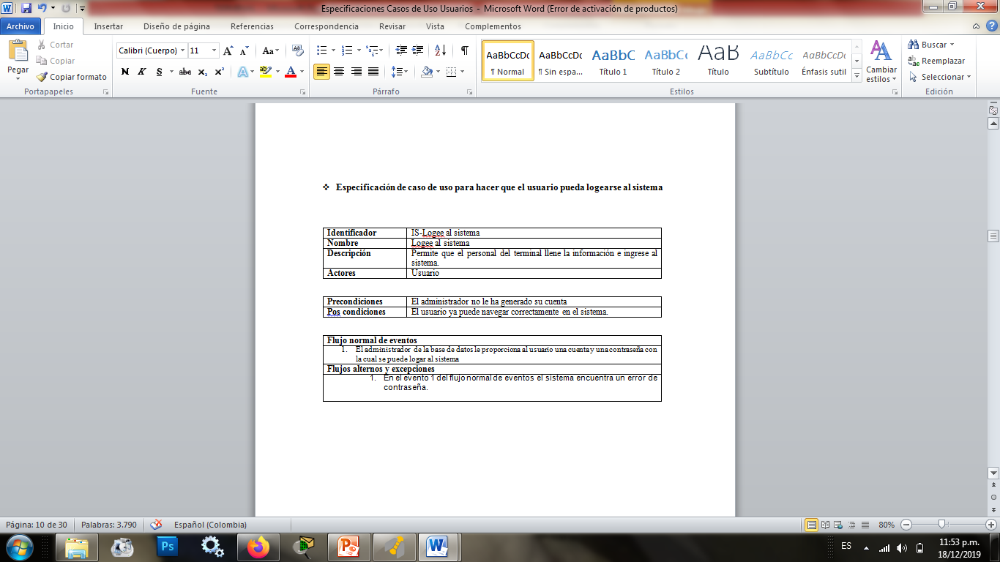 Especificaciones Casos de Uso Usuarios - Microsoft Word (Error de activación de productos)
Archivo Inicio Insertar Diseño de página Referencias Correspondencia Revisar Vista Complementos
Pegar
Cortar
Copiar
Copiar formato
Portapapeles
Calibri (Cuerpo) 11
N K S abc x₂ x²
Fuente
Párrafo
AaBbCcDc AaBbCcDc AaBbC AaBbCc AaB AaBbCc AaBbCcDc
¶ Normal ¶ Sin espa... Título 1 Título 2 Título Subtítulo Énfasis sutil
Cambiar
estilos
Estilos
Buscar
Reemplazar
Seleccionar
Edición
❖ Especificación de caso de uso para hacer que el usuario pueda logearse al sistema
Identificador IS-Logee al sistema
Nombre Logee al sistema
Descripción Permite que el personal del terminal llene la información e ingrese al
sistema.
Actores Usuario
Precondiciones El administrador no le ha generado su cuenta
Pos condiciones El usuario ya puede navegar correctamente en el sistema.
Flujo normal de eventos
1. El administrador de la base de datos le proporciona al usuario una cuenta y una contraseña con
la cual se puede logar al sistema
Flujos alternos y excepciones
1. En el evento 1 del flujo normal de eventos el sistema encuentra un error de
contraseña.
Página: 10 de 30 Palabras: 3.790 Español (Colombia) 80%
Ps
ES
11:53 p.m.
18/12/2019